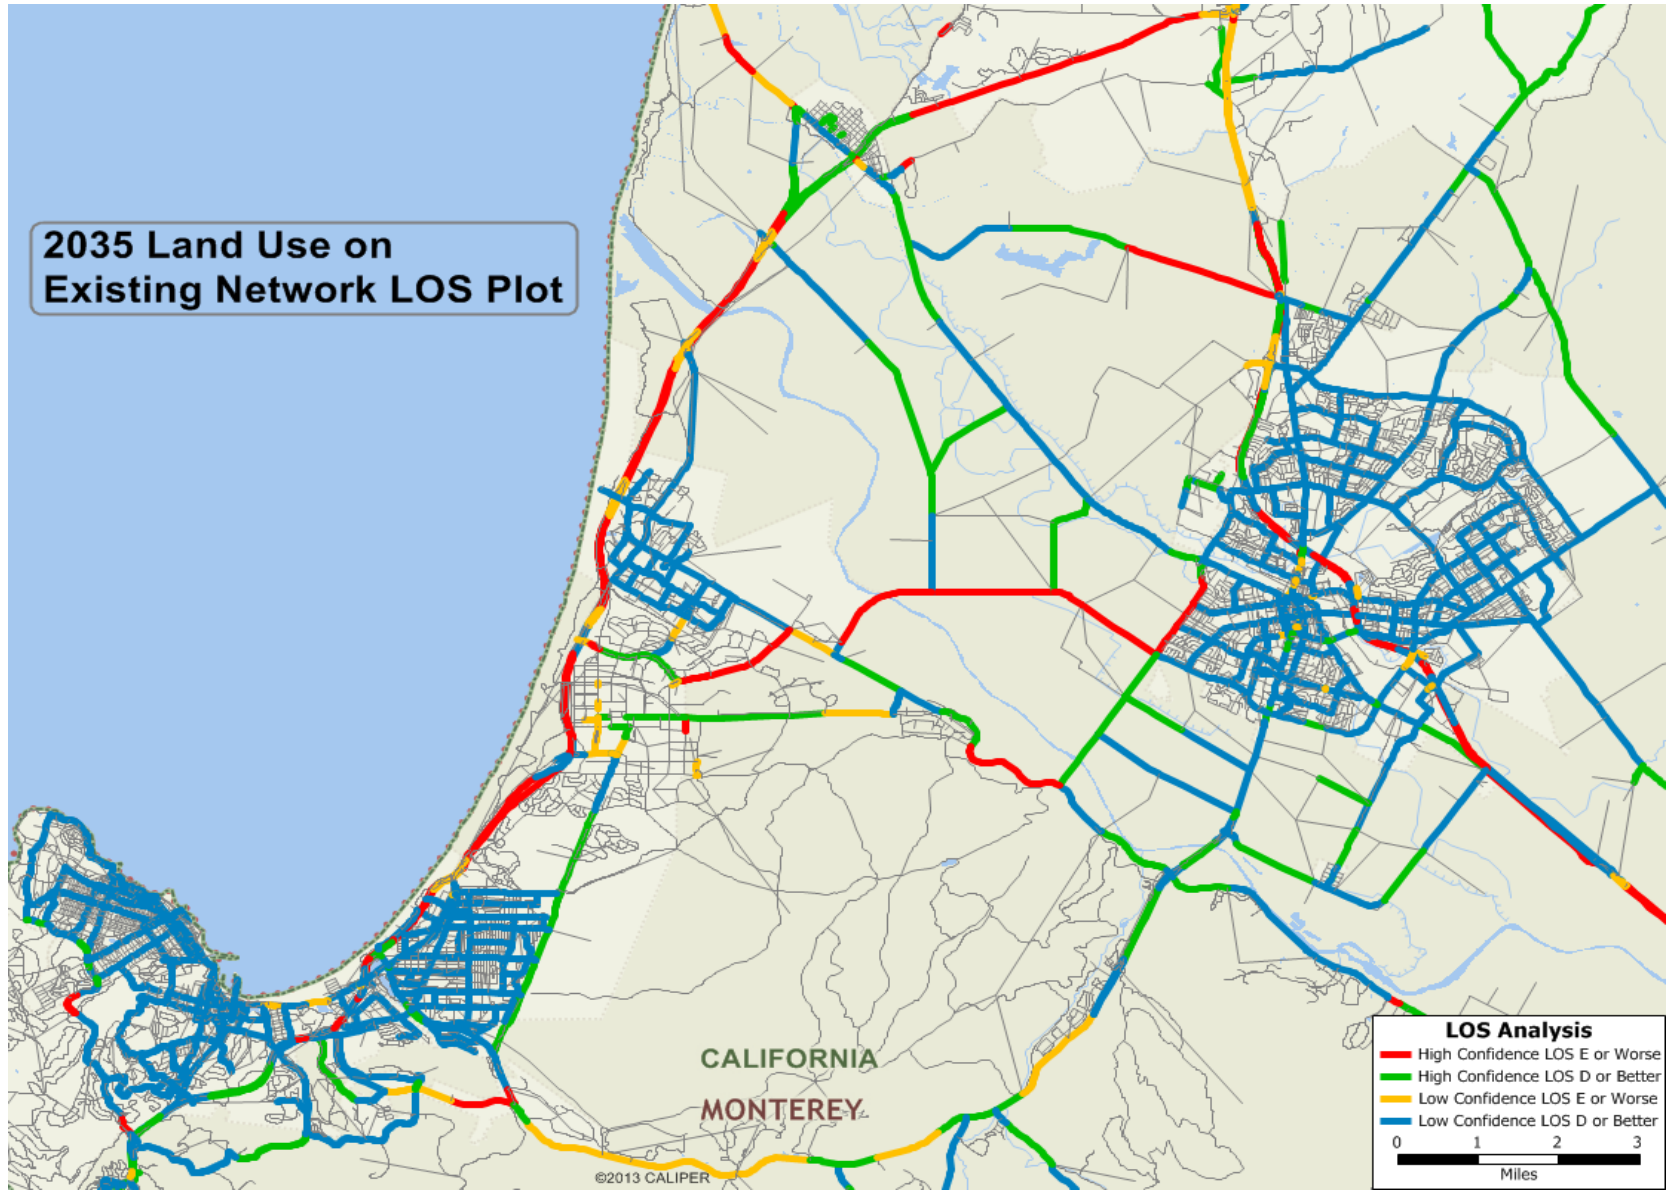 2035 Land Use on
Existing Network LOS Plot
CALIFORNIA
MONTEREY
©2013 CALIPER
LOS Analysis
High Confidence LOS E or Worse
High Confidence LOS D or Better
Low Confidence LOS E or Worse
Low Confidence LOS D or Better
0 1 2 3
Miles